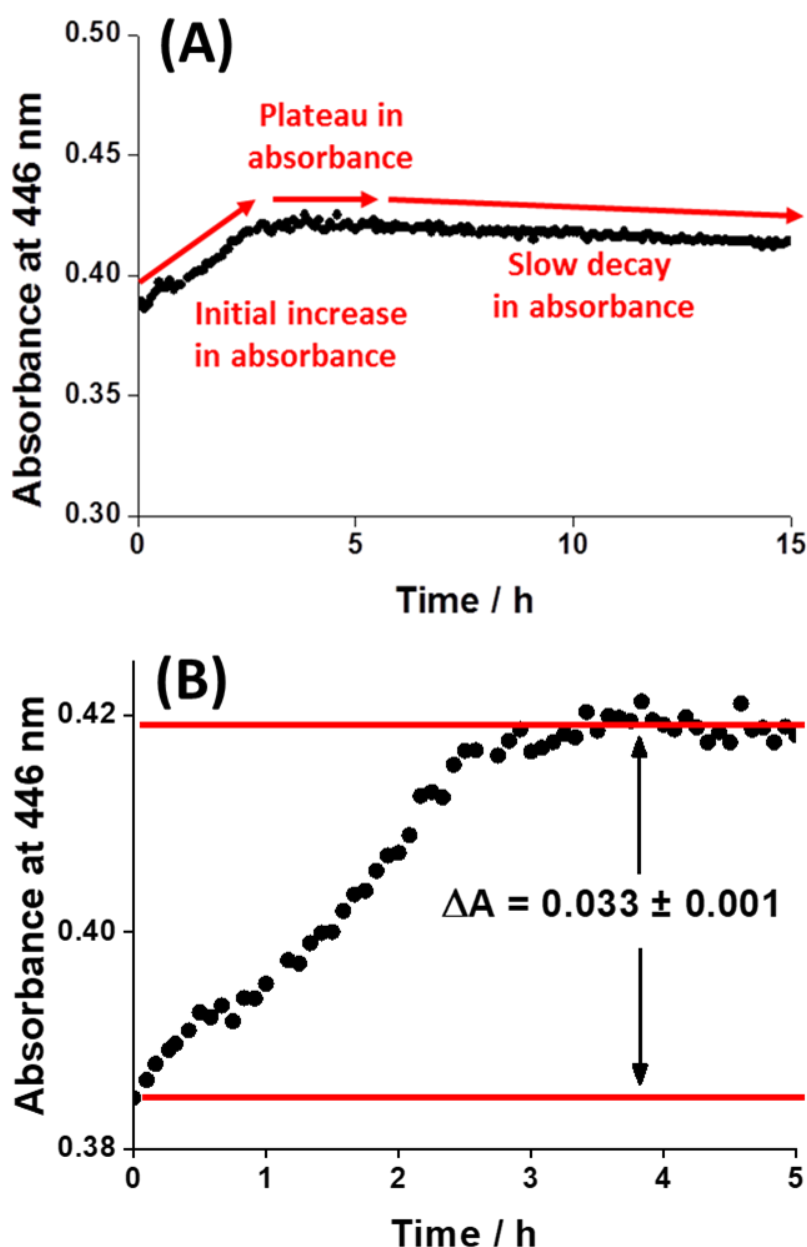 (A)
Absorbance at 446 nm
0.50
0.45
0.40
0.35
0.30
Plateau in
absorbance
Initial increase
in absorbance
Slow decay
in absorbance
0
5
10
15
Time / h
(B)
Absorbance at 446 nm
0.42
0.40
0.38
ΔA = 0.033 ± 0.001
0
1
2
3
4
5
Time / h